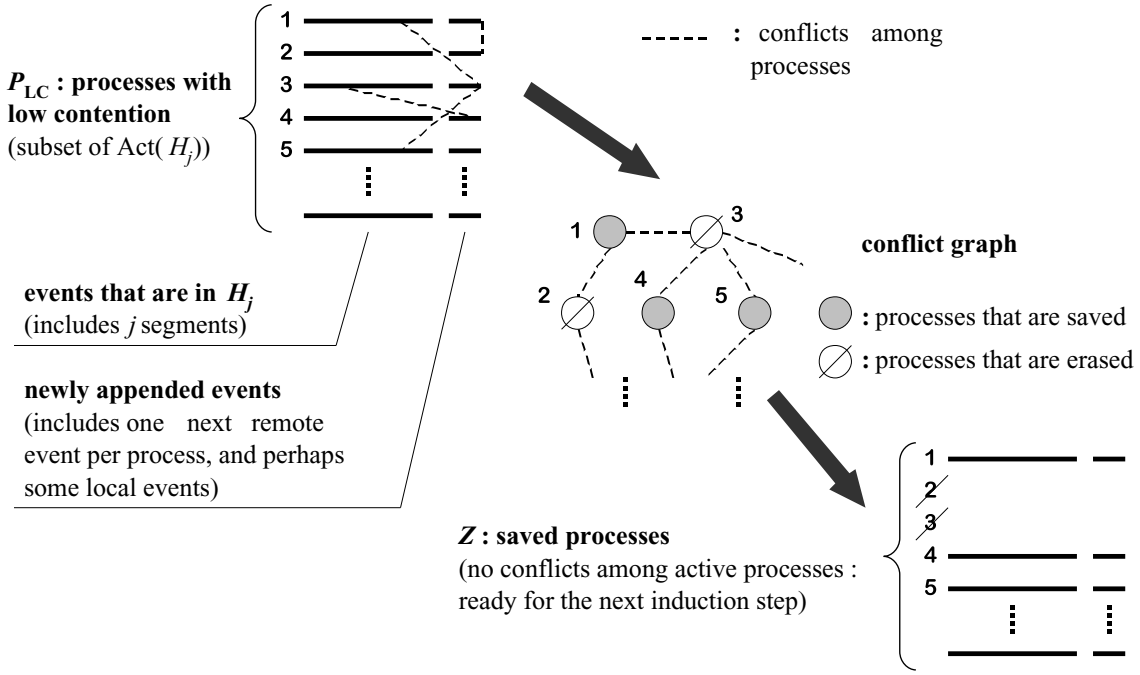 1
2
3
4
5
P_LC : processes with
low contention
(subset of Act( H_j))
: conflicts among
processes
events that are in H_j
(includes j segments)
newly appended events
(includes one next remote
event per process, and perhaps
some local events)
1
3
2
4
5
conflict graph
: processes that are saved
: processes that are erased
Z : saved processes
(no conflicts among active processes :
ready for the next induction step)
1
2
3
4
5